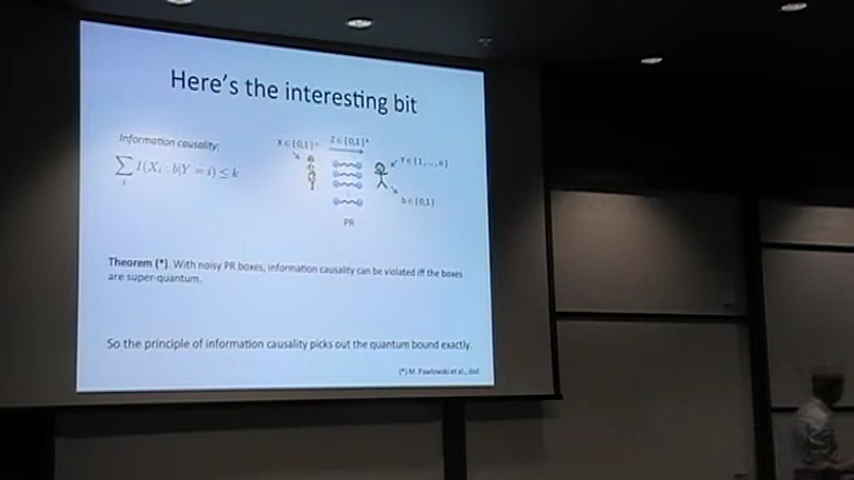 Here's the interesting bit
Information causality:
∑ I(Xᵢ : b|Y = i) ≤ k
i
X ∈ {0,1}ⁿ
Z ∈ {0,1}ᵏ
Y ∈ {1, .., n}
b ∈ {0,1}
PR
Theorem (*). With noisy PR boxes, information causality can be violated iff the boxes
are super-quantum.
So the principle of information causality picks out the quantum bound exactly.
(*) M. Pawlowski et al., ibid.